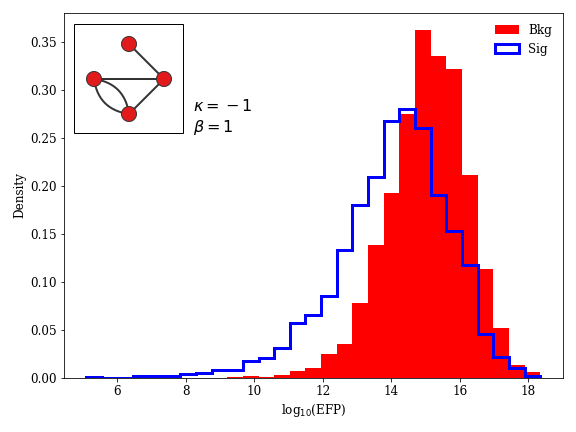 Bkg
Sig
κ = −1
β = 1
Density
0.35
0.30
0.25
0.20
0.15
0.10
0.05
0.00
6 8 10 12 14 16 18
log₁₀(EFP)